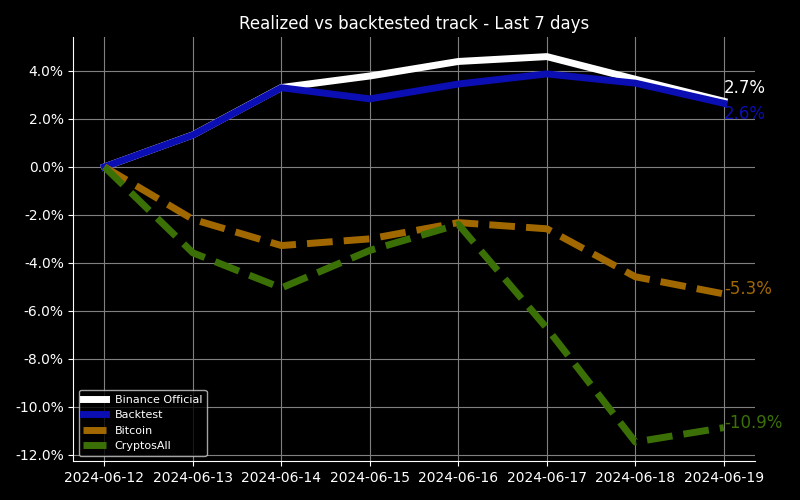 Realized vs backtested track - Last 7 days
4.0%
2.0%
0.0%
-2.0%
-4.0%
-6.0%
-8.0%
-10.0%
-12.0%
2.7%
2.6%
-5.3%
-10.9%
Binance Official
Backtest
Bitcoin
CryptosAll
2024-06-12 2024-06-13 2024-06-14 2024-06-15 2024-06-16 2024-06-17 2024-06-18 2024-06-19